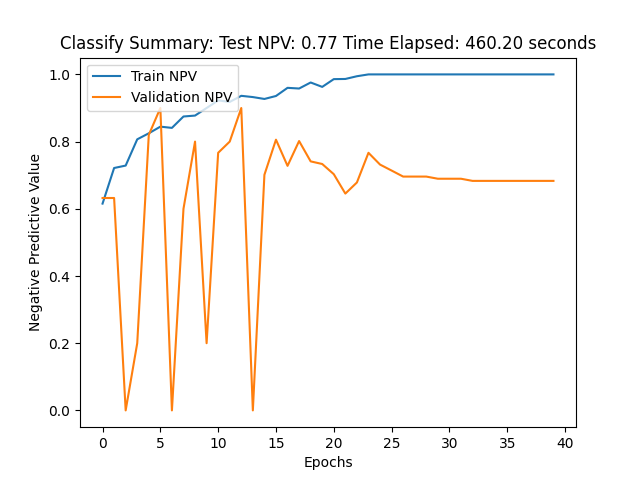 Classify Summary: Test NPV: 0.77 Time Elapsed: 460.20 seconds
Train NPV
Validation NPV
Negative Predictive Value
1.0
0.8
0.6
0.4
0.2
0.0
0 5 10 15 20 25 30 35 40
Epochs